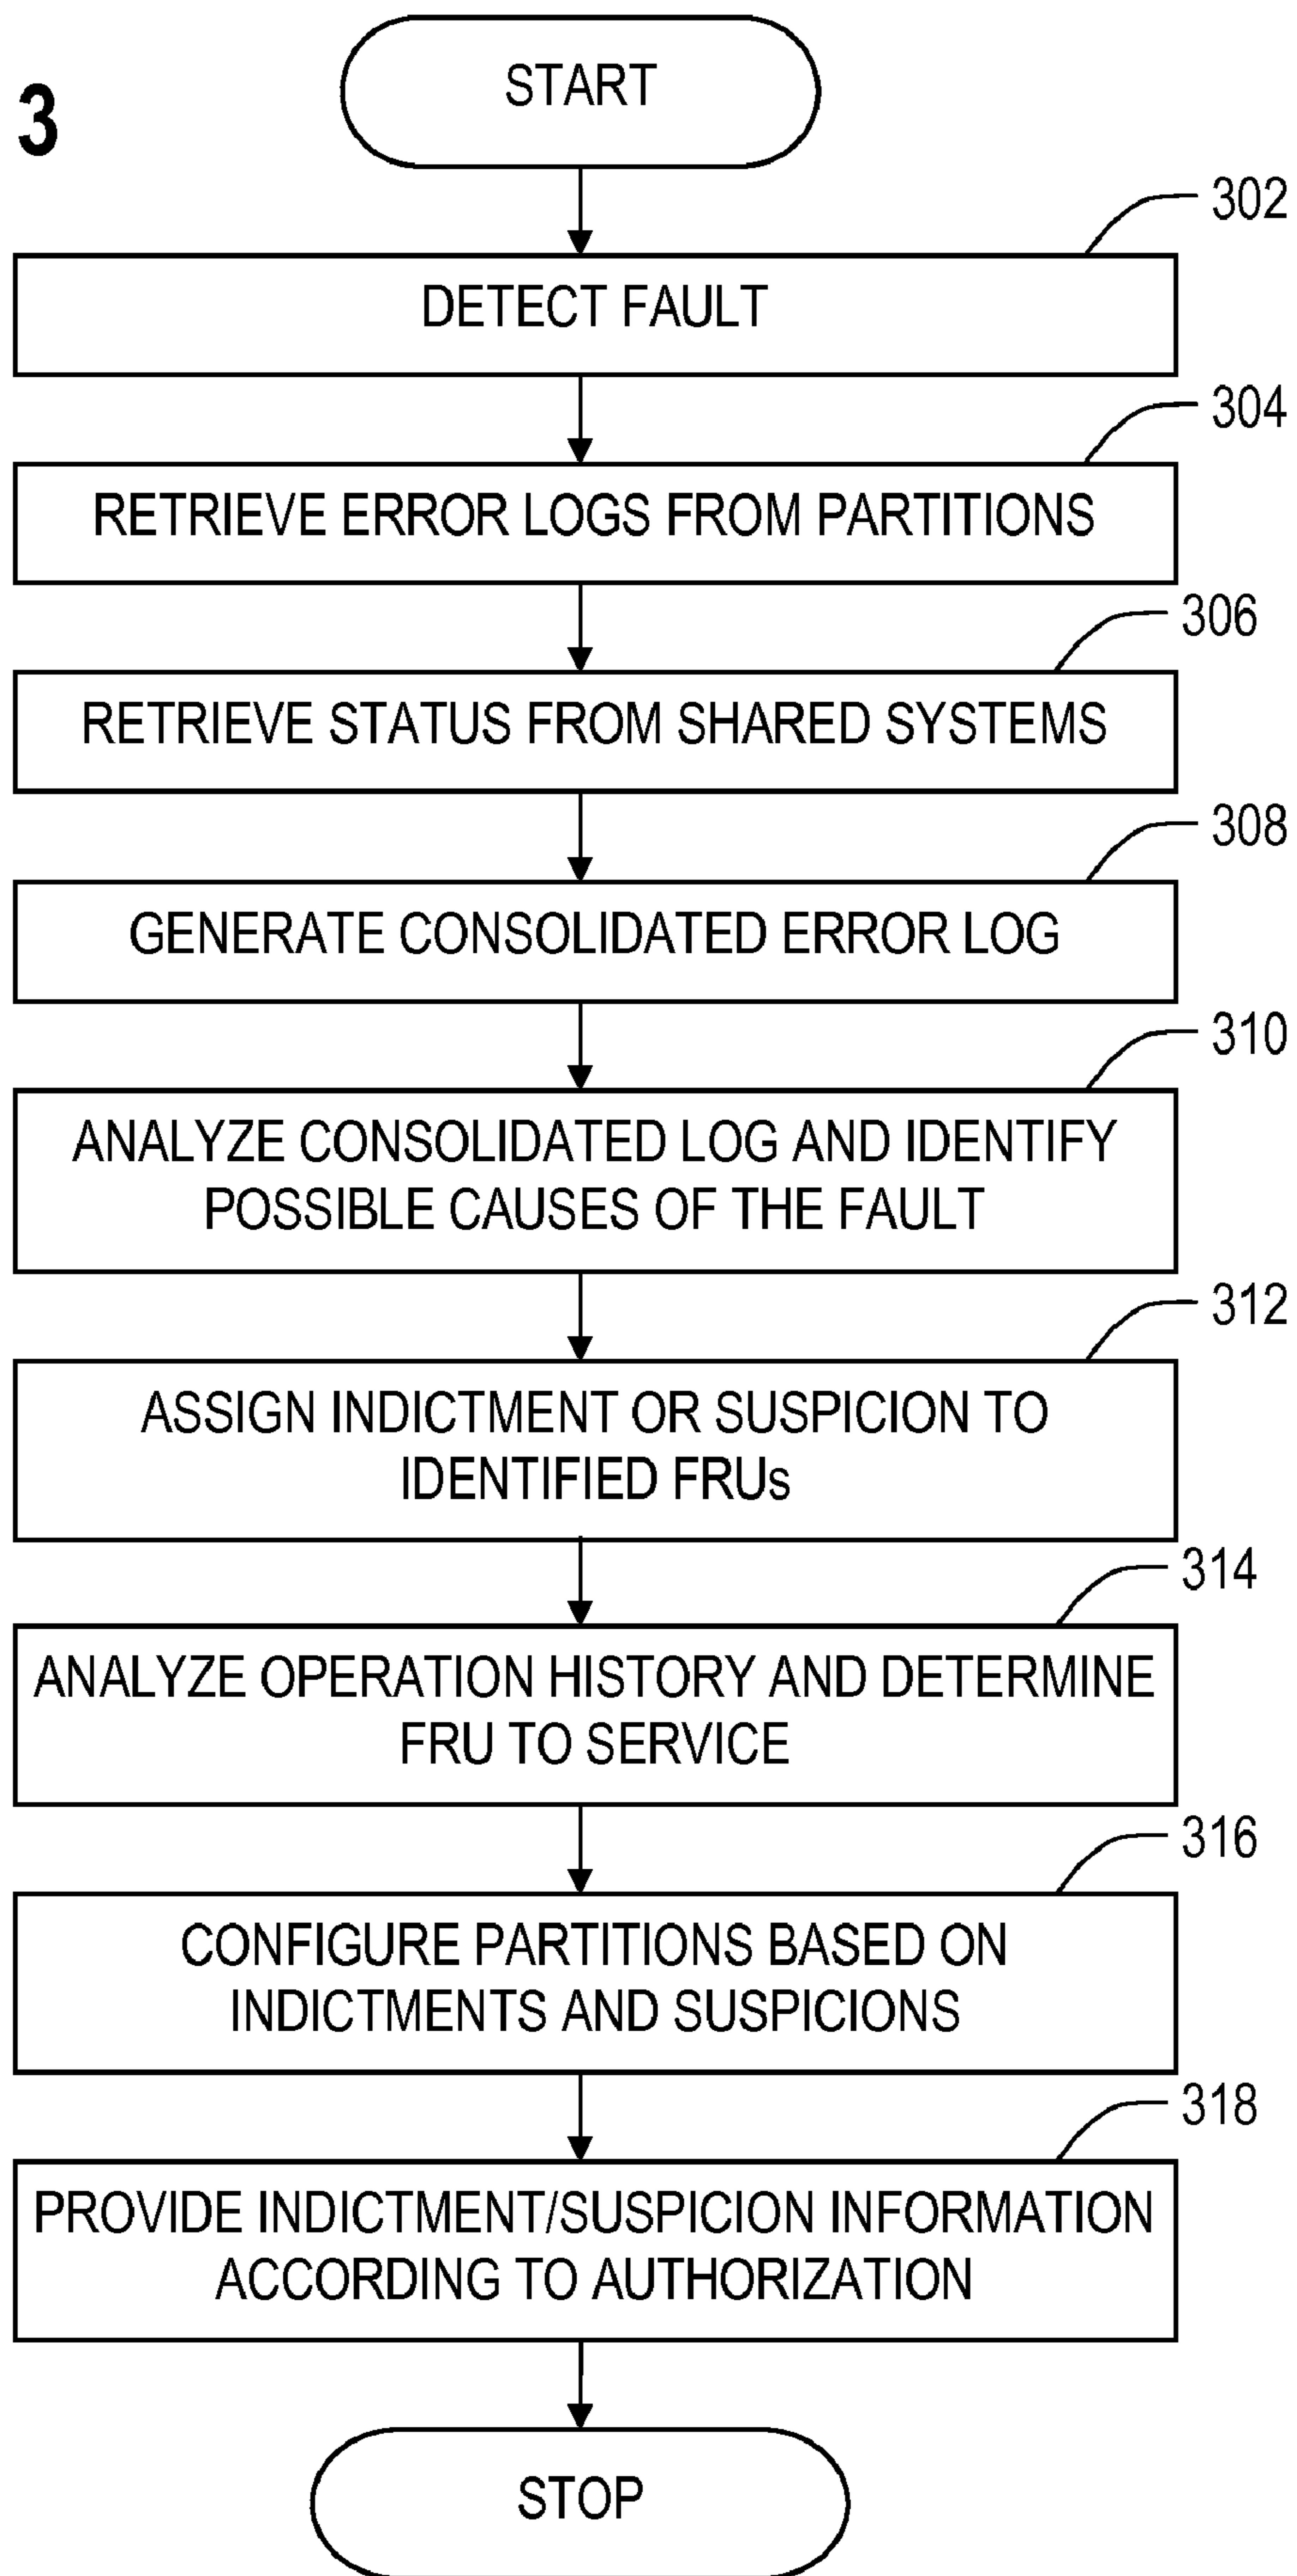 3
START
302
DETECT FAULT
304
RETRIEVE ERROR LOGS FROM PARTITIONS
306
RETRIEVE STATUS FROM SHARED SYSTEMS
308
GENERATE CONSOLIDATED ERROR LOG
310
ANALYZE CONSOLIDATED LOG AND IDENTIFY
POSSIBLE CAUSES OF THE FAULT
312
ASSIGN INDICTMENT OR SUSPICION TO
IDENTIFIED FRUs
314
ANALYZE OPERATION HISTORY AND DETERMINE
FRU TO SERVICE
316
CONFIGURE PARTITIONS BASED ON
INDICTMENTS AND SUSPICIONS
318
PROVIDE INDICTMENT/SUSPICION INFORMATION
ACCORDING TO AUTHORIZATION
STOP